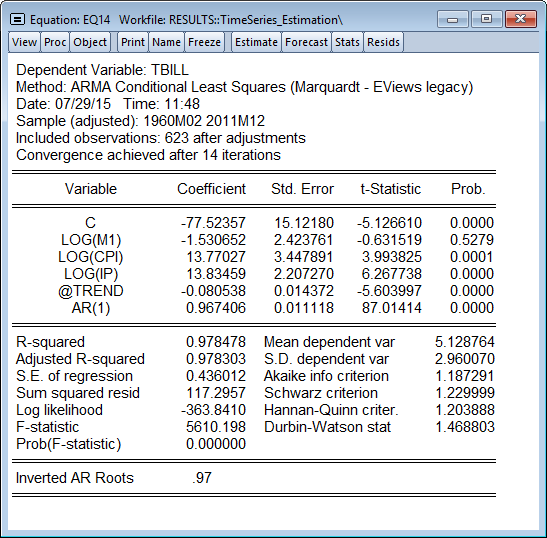 Equation: EQ14   Workfile: RESULTS::TimeSeries_Estimation\
View Proc Object Print Name Freeze Estimate Forecast Stats Resids
Dependent Variable: TBILL
Method: ARMA Conditional Least Squares (Marquardt - EViews legacy)
Date: 07/29/15   Time: 11:48
Sample (adjusted): 1960M02 2011M12
Included observations: 623 after adjustments
Convergence achieved after 14 iterations
Variable Coefficient Std. Error t-Statistic Prob.
C -77.52357 15.12180 -5.126610 0.0000
LOG(M1) -1.530652 2.423761 -0.631519 0.5279
LOG(CPI) 13.77027 3.447891 3.993825 0.0001
LOG(IP) 13.83459 2.207270 6.267738 0.0000
@TREND -0.080538 0.014372 -5.603997 0.0000
AR(1) 0.967406 0.011118 87.01414 0.0000
R-squared 0.978478 Mean dependent var 5.128764
Adjusted R-squared 0.978303 S.D. dependent var 2.960070
S.E. of regression 0.436012 Akaike info criterion 1.187291
Sum squared resid 117.2957 Schwarz criterion 1.229999
Log likelihood -363.8410 Hannan-Quinn criter. 1.203888
F-statistic 5610.198 Durbin-Watson stat 1.468803
Prob(F-statistic) 0.000000
Inverted AR Roots .97